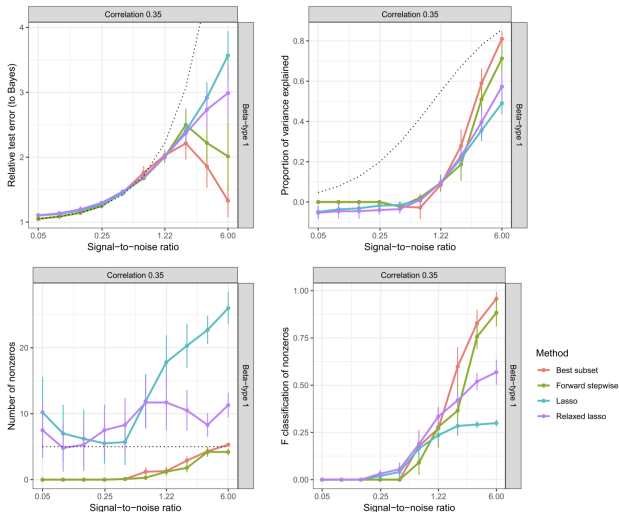 Correlation 0.35
Relative test error (to Bayes)
4
3
2
1
0.05
0.25
1.22
6.00
Signal-to-noise ratio
Beta-type 1
Correlation 0.35
Proportion of variance explained
0.8
0.6
0.4
0.2
0.0
0.05
0.25
1.22
6.00
Signal-to-noise ratio
Beta-type 1
Correlation 0.35
Number of nonzeros
20
10
0
0.05
0.25
1.22
6.00
Signal-to-noise ratio
Beta-type 1
Correlation 0.35
F classification of nonzeros
1.00
0.75
0.50
0.25
0.00
0.05
0.25
1.22
6.00
Signal-to-noise ratio
Beta-type 1
Method
Best subset
Forward stepwise
Lasso
Relaxed lasso